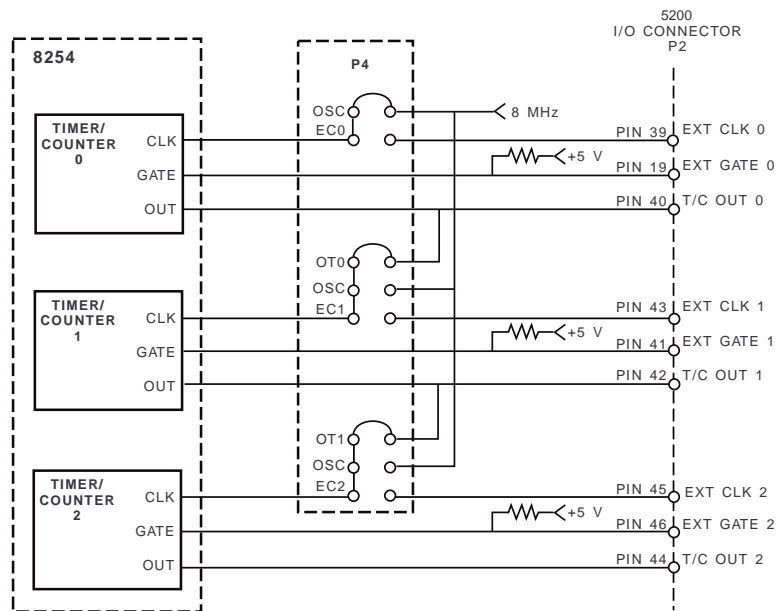 5200
I/O CONNECTOR
P2
8254
P4
OSC
8 MHz
EC0
PIN 39
EXT CLK 0
TIMER/
COUNTER
0
CLK
+5 V
GATE
PIN 19
EXT GATE 0
OUT
PIN 40
T/C OUT 0
OT0
OSC
EC1
PIN 43
EXT CLK 1
TIMER/
COUNTER
1
CLK
+5 V
GATE
PIN 41
EXT GATE 1
OUT
PIN 42
T/C OUT 1
OT1
OSC
EC2
PIN 45
EXT CLK 2
TIMER/
COUNTER
2
CLK
+5 V
GATE
PIN 46
EXT GATE 2
OUT
PIN 44
T/C OUT 2